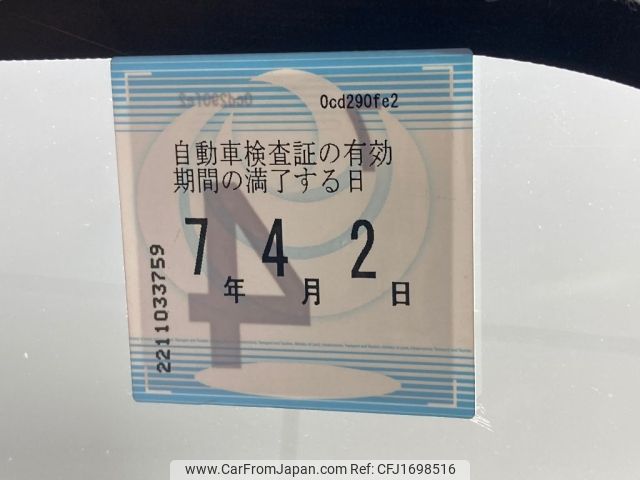 0cd290fe2
自動車検査証の有効
期間の満了する日
7年 4月 2日
2211033759
www.CarFromJapan.com - CFJ1698516